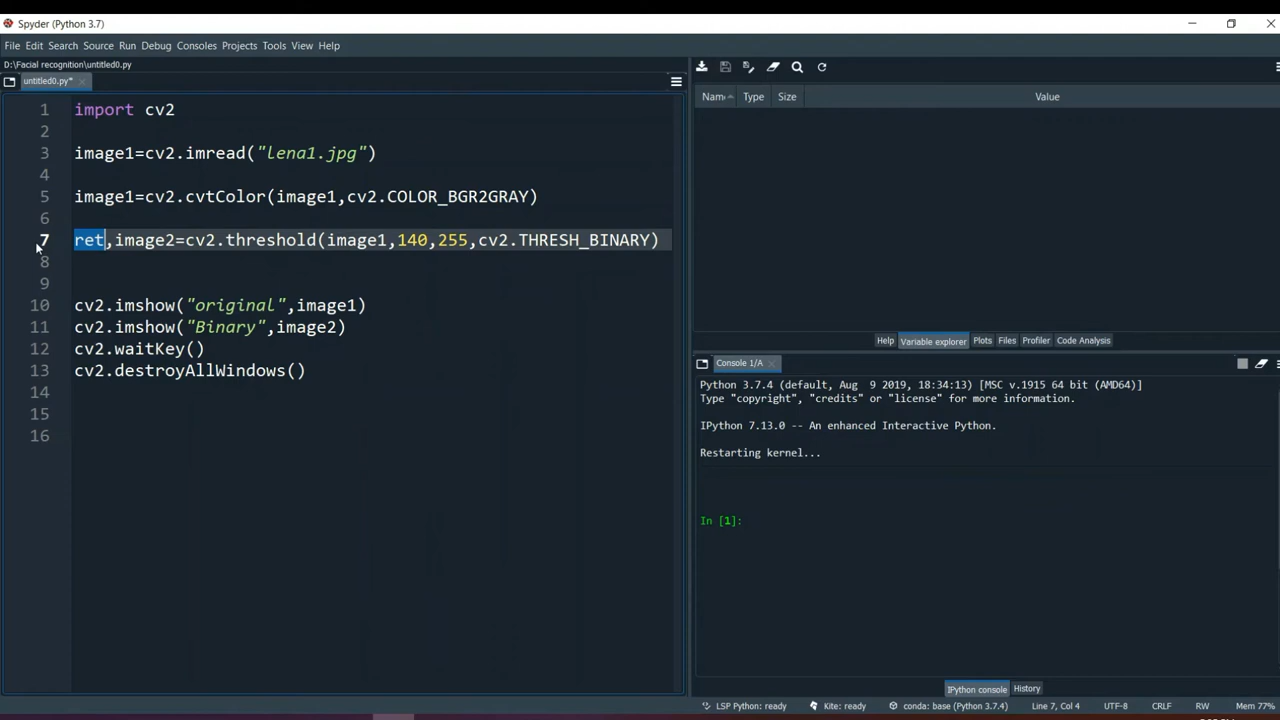 Spyder (Python 3.7)
File Edit Search Source Run Debug Consoles Projects Tools View Help
D:\Facial recognition\untitled0.py
untitled0.py*
1 import cv2
2
3 image1=cv2.imread("lena1.jpg")
4
5 image1=cv2.cvtColor(image1,cv2.COLOR_BGR2GRAY)
6
7 ret,image2=cv2.threshold(image1,140,255,cv2.THRESH_BINARY)
8
9
10 cv2.imshow("original",image1)
11 cv2.imshow("Binary",image2)
12 cv2.waitKey()
13 cv2.destroyAllWindows()
14
15
16
Type Size Value
Help Variable explorer Plots Files Profiler Code Analysis
Console 1/A
Python 3.7.4 (default, Aug  9 2019, 18:34:13) [MSC v.1915 64 bit (AMD64)]
Type "copyright", "credits" or "license" for more information.
IPython 7.13.0 -- An enhanced Interactive Python.
Restarting kernel...
In [1]:
IPython console History
LSP Python: ready Kite: ready conda: base (Python 3.7.4) Line 7, Col 4 UTF-8 CRLF RW Mem 77%